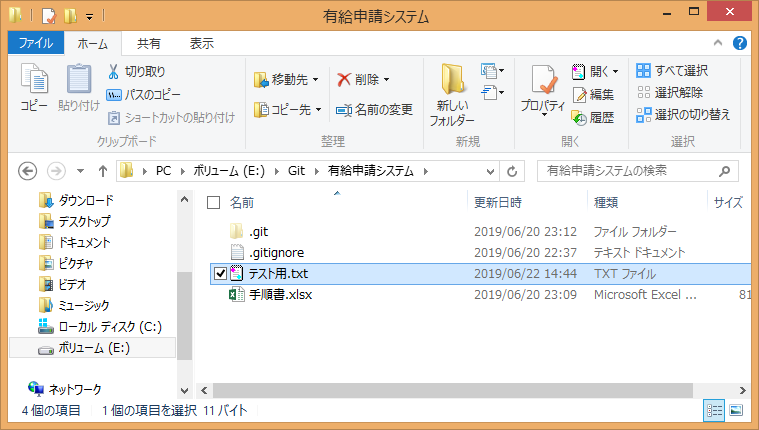 有給申請システム
ファイル ホーム 共有 表示
コピー 貼り付け 切り取り パスのコピー ショートカットの貼り付け
移動先 コピー先 削除 名前の変更
新しいフォルダー
プロパティ 開く 編集 履歴
すべて選択 選択解除 選択の切り替え
クリップボード 整理 新規 開く 選択
PC ボリューム (E:) Git 有給申請システム 有給申請システムの検索
名前 更新日時 種類 サイズ
.git 2019/06/20 23:12 ファイル フォルダー
.gitignore 2019/06/20 22:37 テキスト ドキュメント
テスト用.txt 2019/06/22 14:44 TXT ファイル
手順書.xlsx 2019/06/20 23:09 Microsoft Excel ... 81
ダウンロード
デスクトップ
ドキュメント
ピクチャ
ビデオ
ミュージック
ローカル ディスク (C:)
ボリューム (E:)
ネットワーク
4 個の項目 1 個の項目を選択 11 バイト